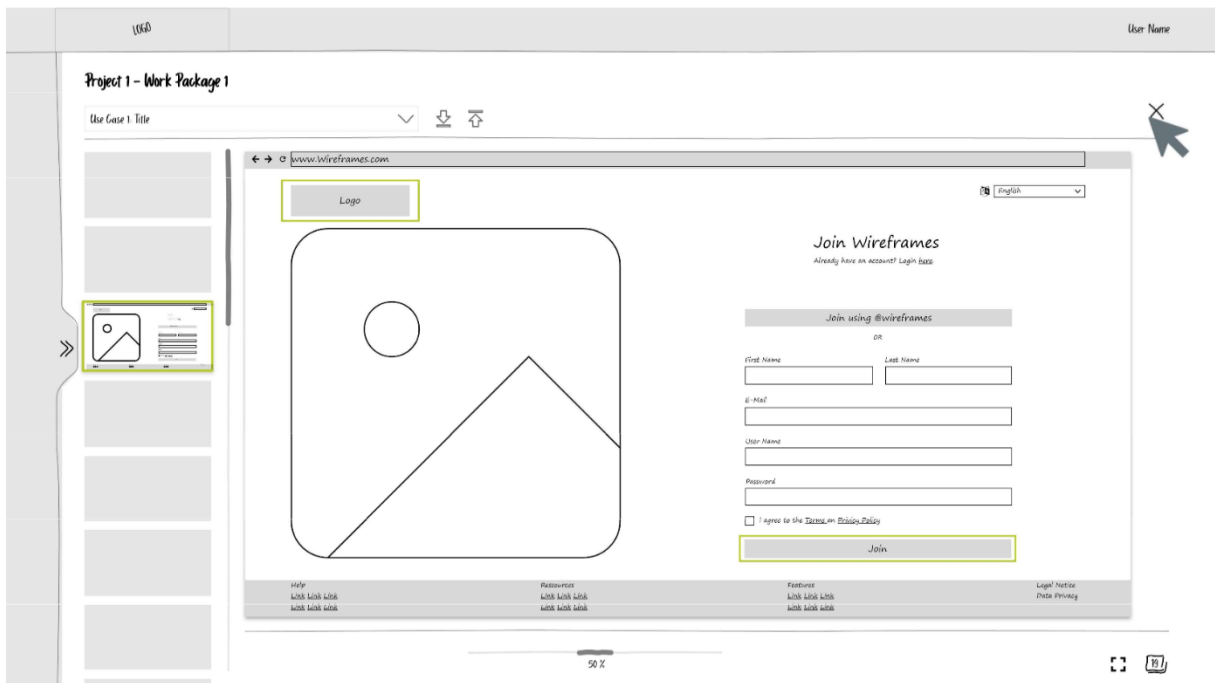 LOGO
User Name
Project 1 - Work Package 1
Use Case 1: Title
www.Wireframes.com
Logo
English
Join Wireframes
Already have an account? Login here.
Join using @wireframes
OR
First Name Last Name
E-Mail
User Name
Password
I agree to the Terms on Privicy Policy
Join
Help Ressources Features Legal Notice
Link Link Link Link Link Link Link Link Link Data Privacy
Link Link Link Link Link Link Link Link Link
50 %
19